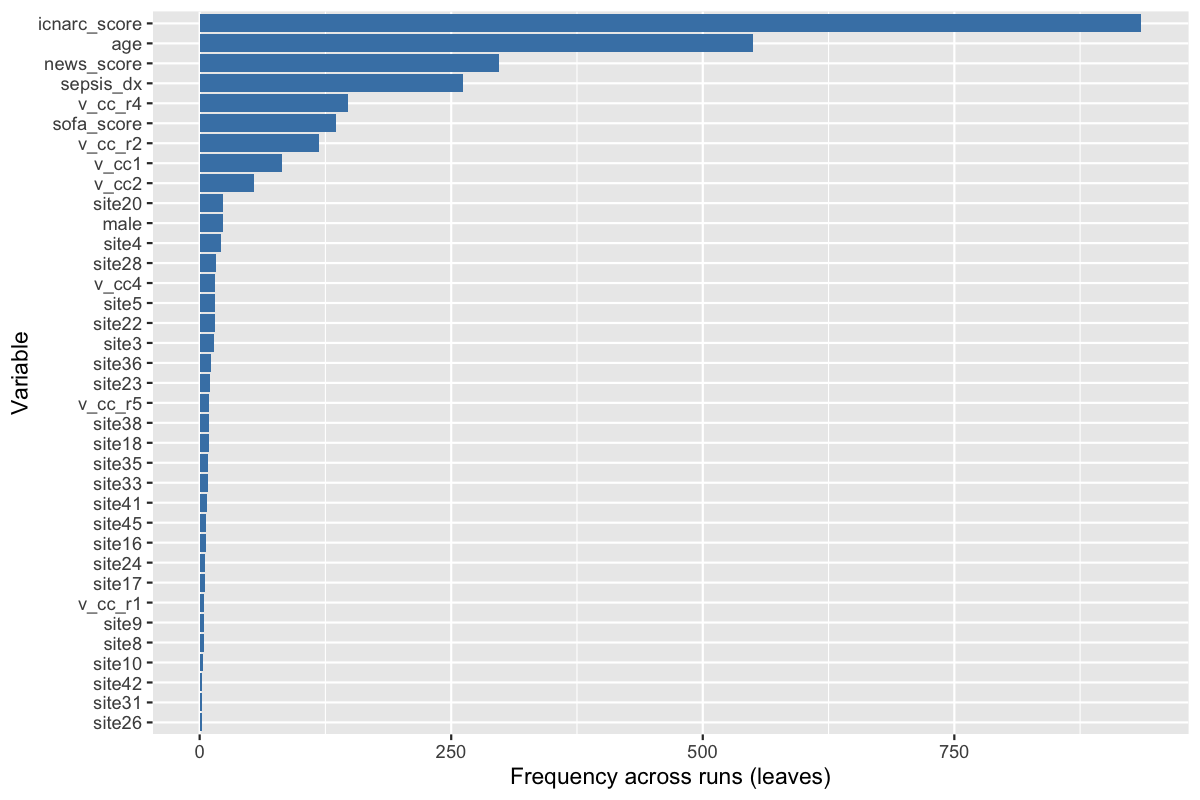 icnarc_score
age
news_score
sepsis_dx
v_cc_r4
sofa_score
v_cc_r2
v_cc1
v_cc2
site20
male
site4
site28
v_cc4
site5
site22
site3
site36
site23
v_cc_r5
site38
site18
site35
site33
site41
site45
site16
site24
site17
v_cc_r1
site9
site8
site10
site42
site31
site26
Variable
0 250 500 750
Frequency across runs (leaves)